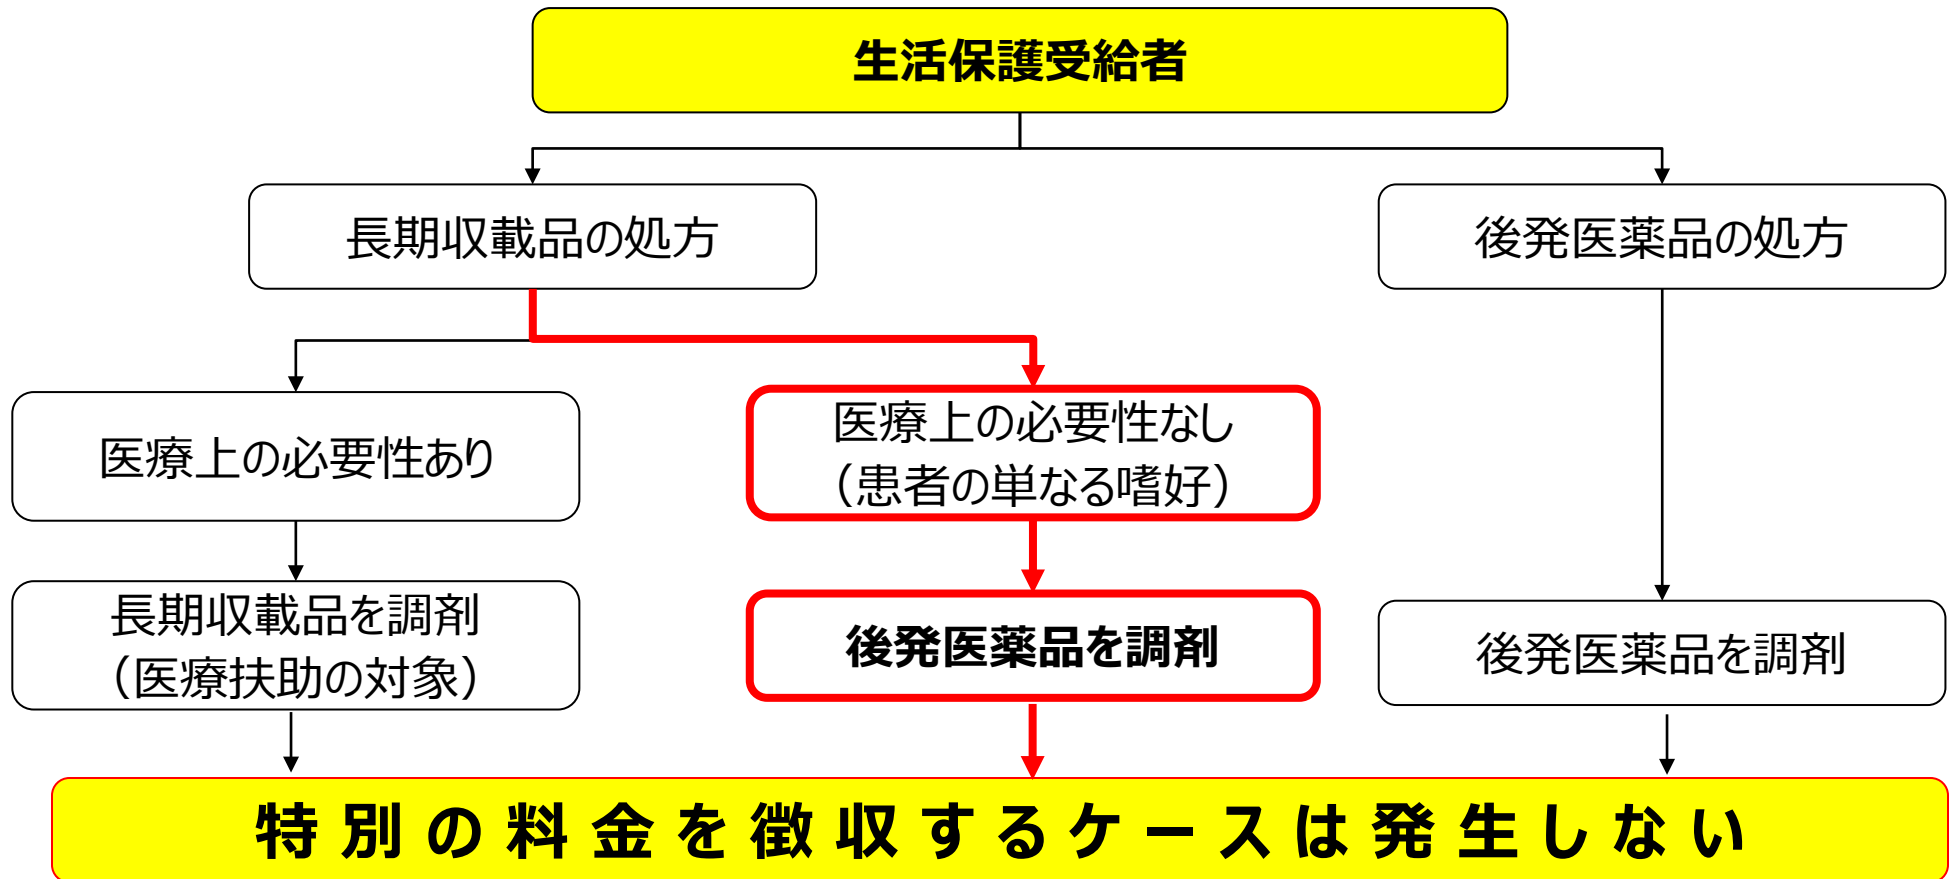 生活保護受給者
長期収載品の処方
後発医薬品の処方
医療上の必要性あり
医療上の必要性なし
（患者の単なる嗜好）
長期収載品を調剤
（医療扶助の対象）
後発医薬品を調剤
後発医薬品を調剤
特別の料金を徴収するケースは発生しない